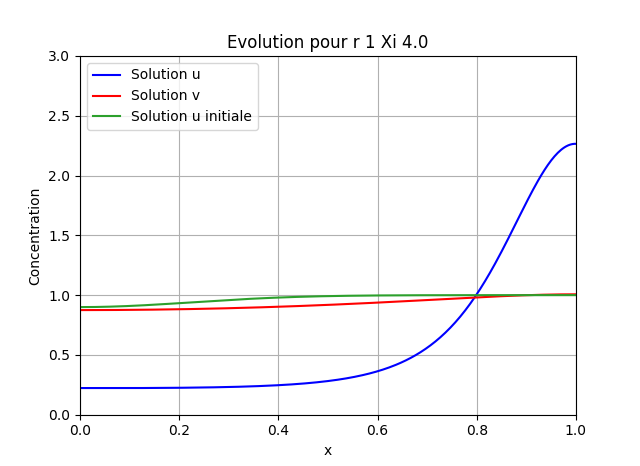 Evolution pour r 1 Xi 4.0
3.0
2.5
2.0
1.5
1.0
0.5
0.0
Concentration
Solution u
Solution v
Solution u initiale
0.0 0.2 0.4 0.6 0.8 1.0
x